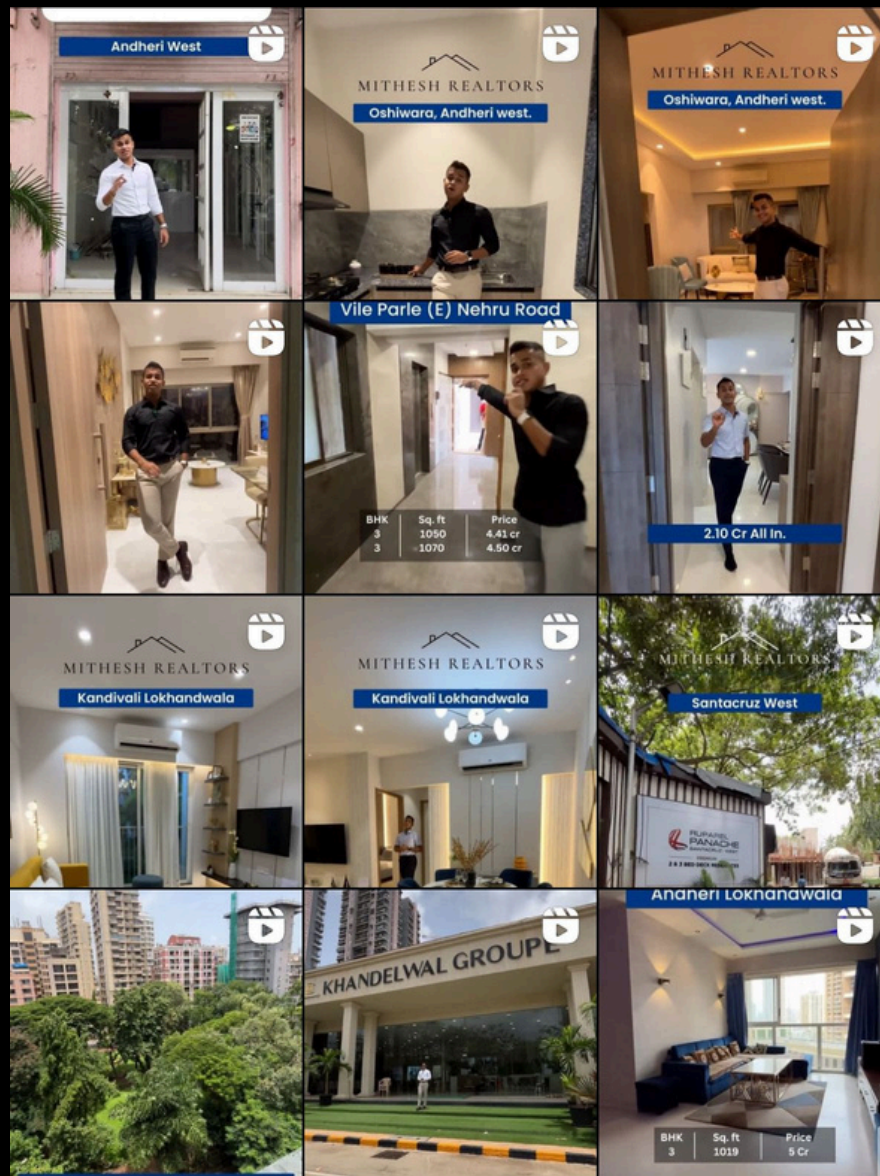 Andheri West
MITHESH REALTORS
Oshiwara, Andheri west.
MITHESH REALTORS
Oshiwara, Andheri west.
Vile Parle (E) Nehru Road
BHK Sq. ft Price
3 1050 4.41 cr
3 1070 4.50 cr
2.10 Cr All In.
MITHESH REALTORS
Kandivali Lokhandwala
MITHESH REALTORS
Kandivali Lokhandwala
MITHESH REALTORS
Santacruz West
RUPAREL
PANACHE
SANTACRUZ WEST
KHANDELWAL GROUPE
Andheri Lokhandwala
BHK Sq. ft Price
3 1019 5 Cr